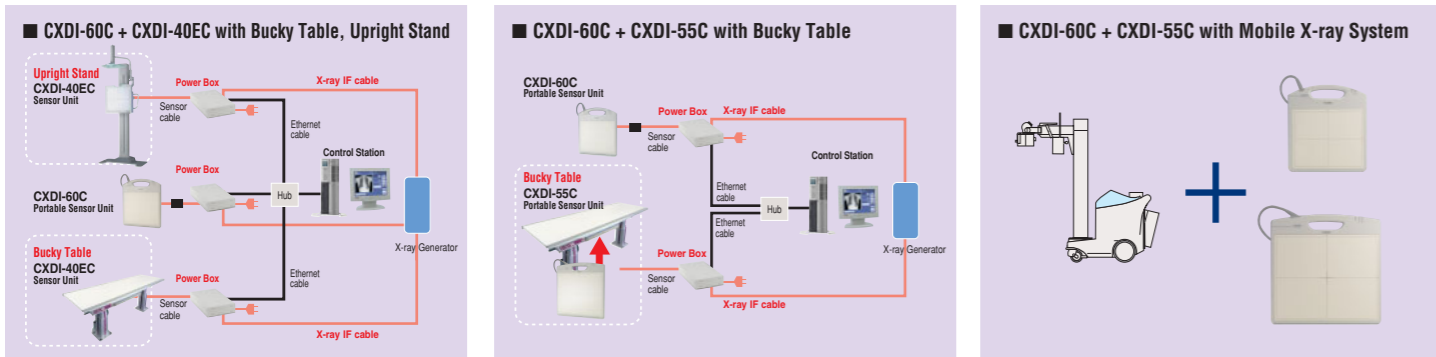 ■ CXDI-60C + CXDI-40EC with Bucky Table, Upright Stand
Upright Stand
CXDI-40EC
Sensor Unit
Power Box
X-ray IF cable
Sensor
cable
Ethernet
cable
Power Box
Control Station
CXDI-60C
Portable Sensor Unit
Hub
X-ray Generator
Bucky Table
CXDI-40EC
Sensor Unit
Power Box
Ethernet
cable
Sensor
cable
X-ray IF cable
■ CXDI-60C + CXDI-55C with Bucky Table
CXDI-60C
Portable Sensor Unit
Power Box
X-ray IF cable
Sensor
cable
Control Station
Bucky Table
CXDI-55C
Portable Sensor Unit
Ethernet
cable
Hub
Ethernet
cable
X-ray Generator
Power Box
Sensor
cable
X-ray IF cable
■ CXDI-60C + CXDI-55C with Mobile X-ray System